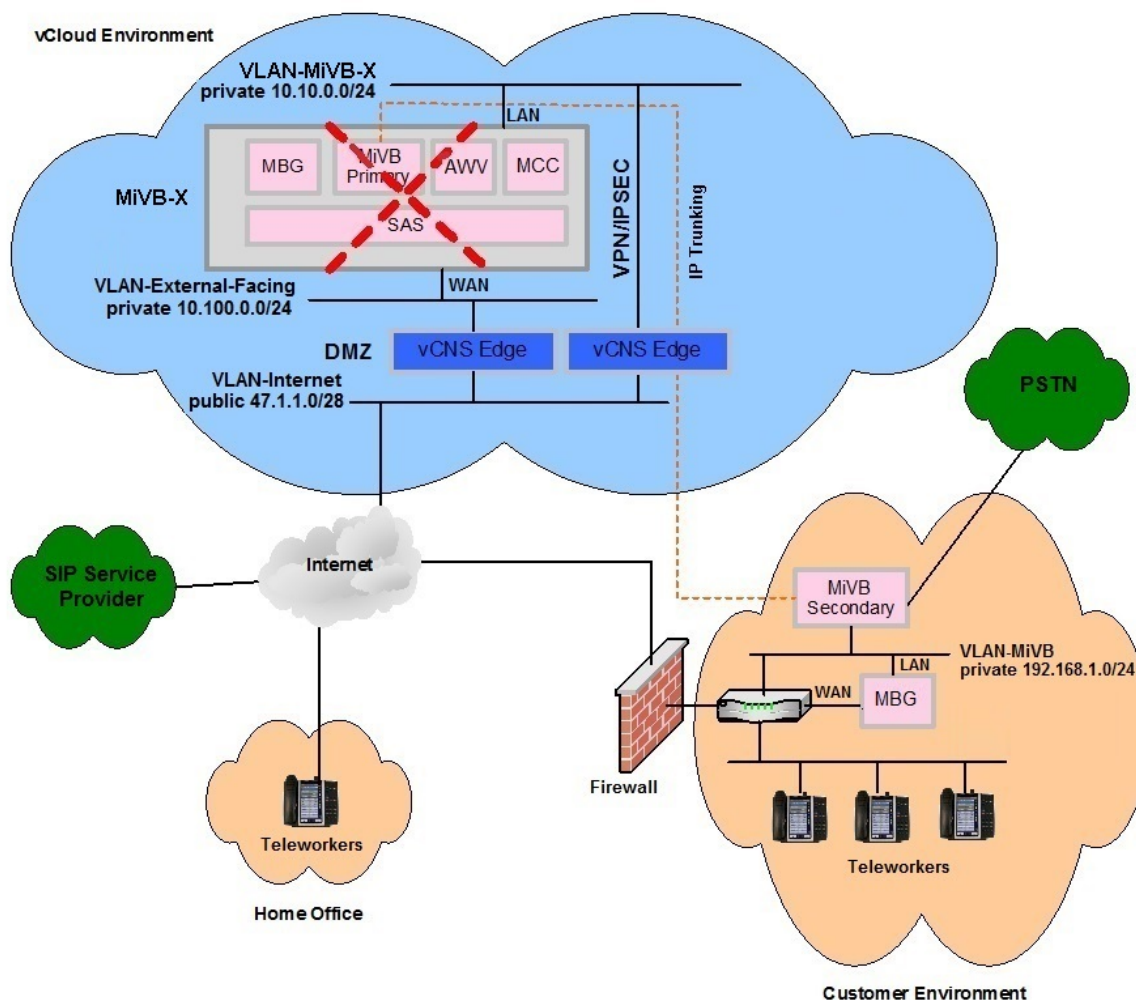 vCloud Environment
VLAN-MiVB-X
private 10.10.0.0/24
LAN
MBG
MiVB
Primary
AWV
MCC
MiVB-X
SAS
VPN/IPSEC
IP Trunking
VLAN-External-Facing
private 10.100.0.0/24
WAN
DMZ
vCNS Edge
vCNS Edge
VLAN-Internet
public 47.1.1.0/28
PSTN
Internet
SIP Service
Provider
MiVB
Secondary
VLAN-MiVB
private 192.168.1.0/24
LAN
WAN
MBG
Firewall
Teleworkers
Teleworkers
Home Office
Customer Environment